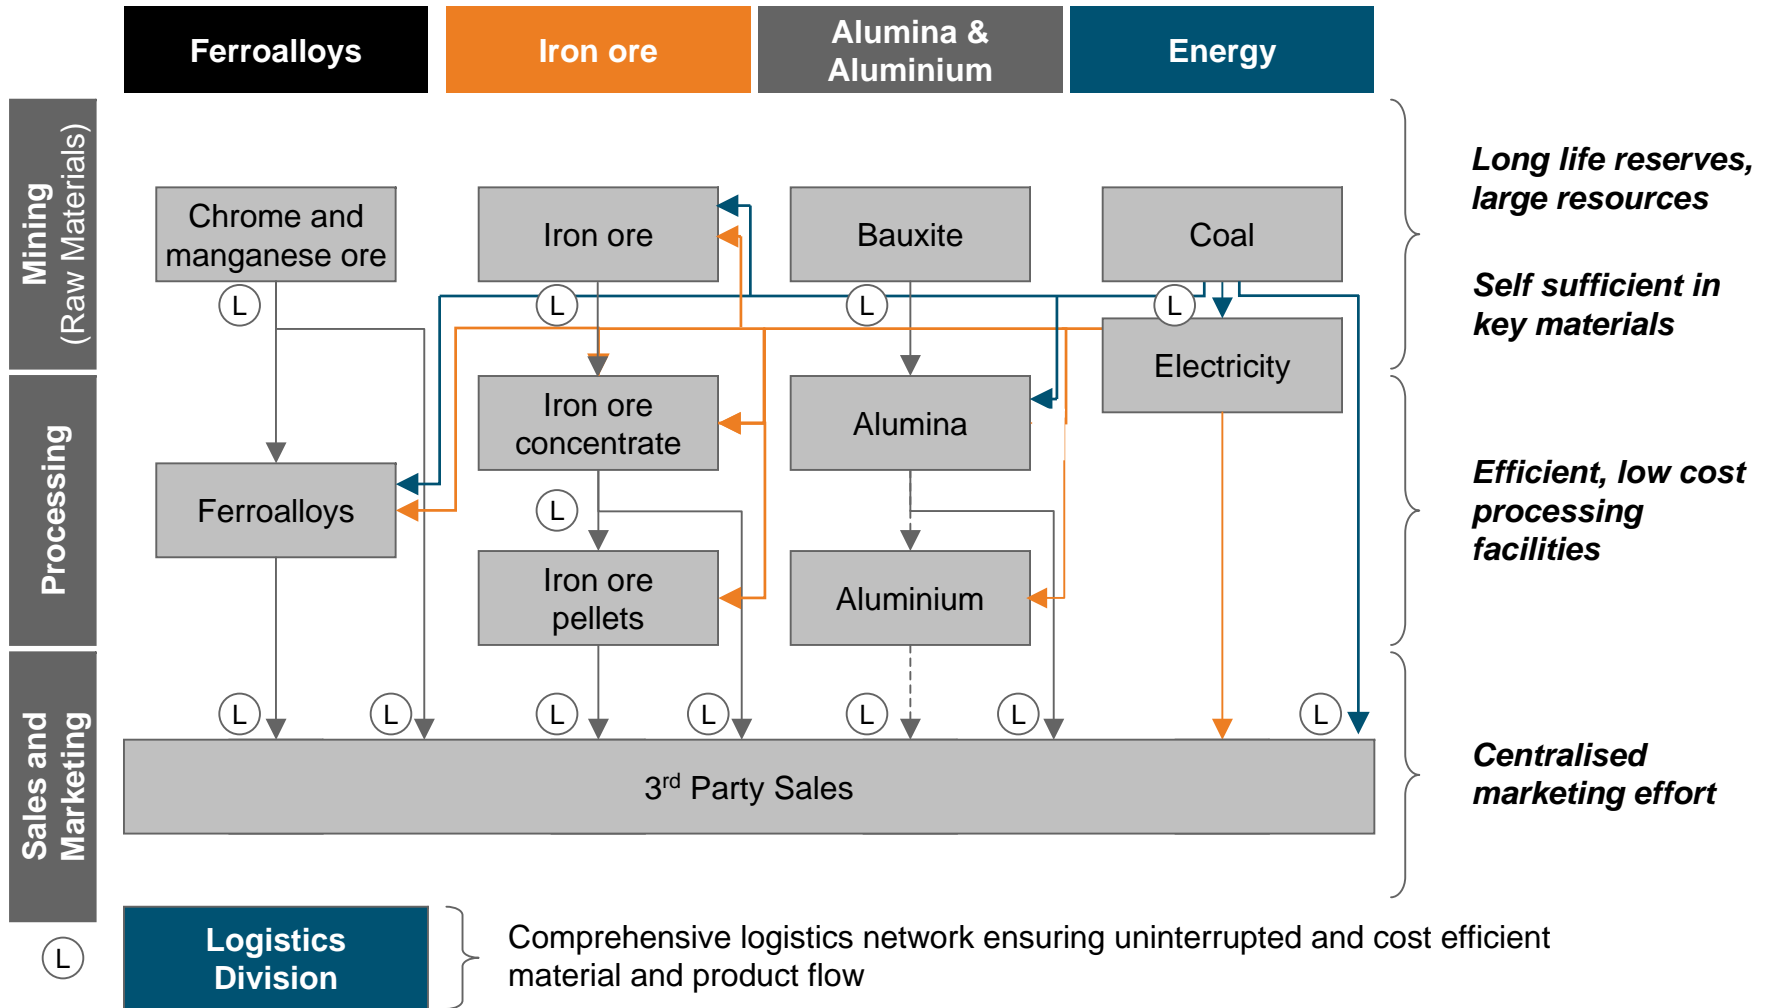 Ferroalloys
Iron ore
Alumina &
Aluminium
Energy
Mining
(Raw Materials)
Chrome and
manganese ore
Iron ore
Bauxite
Coal
Long life reserves,
large resources
Self sufficient in
key materials
L
L
L
L
Electricity
Processing
Iron ore
concentrate
Alumina
Ferroalloys
L
Iron ore
pellets
Aluminium
Efficient, low cost
processing
facilities
Sales and
Marketing
L
L
L
L
L
L
L
3rd Party Sales
Centralised
marketing effort
L
Logistics
Division
Comprehensive logistics network ensuring uninterrupted and cost efficient
material and product flow